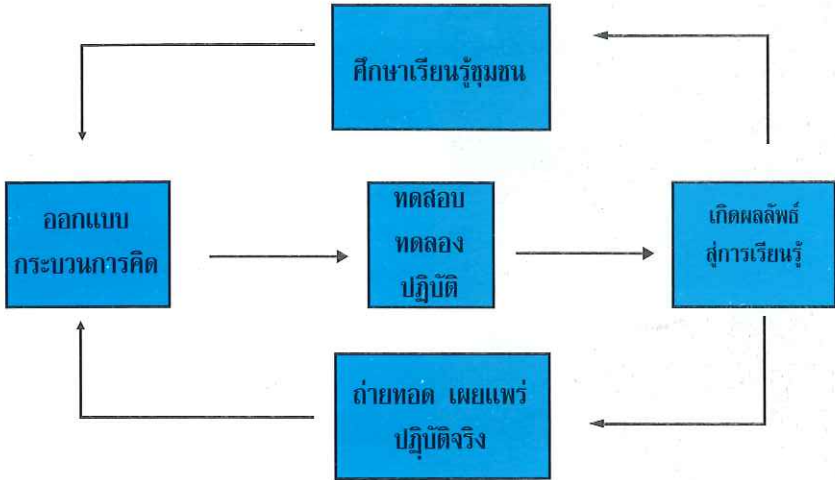 ศึกษาเรียนรู้ชุมชน
ออกแบบ
กระบวนการคิด
ทดสอบ
ทดลอง
ปฏิบัติ
เกิดผลลัพธ์
สู่การเรียนรู้
ถ่ายทอด เผยแพร่
ปฏิบัติจริง